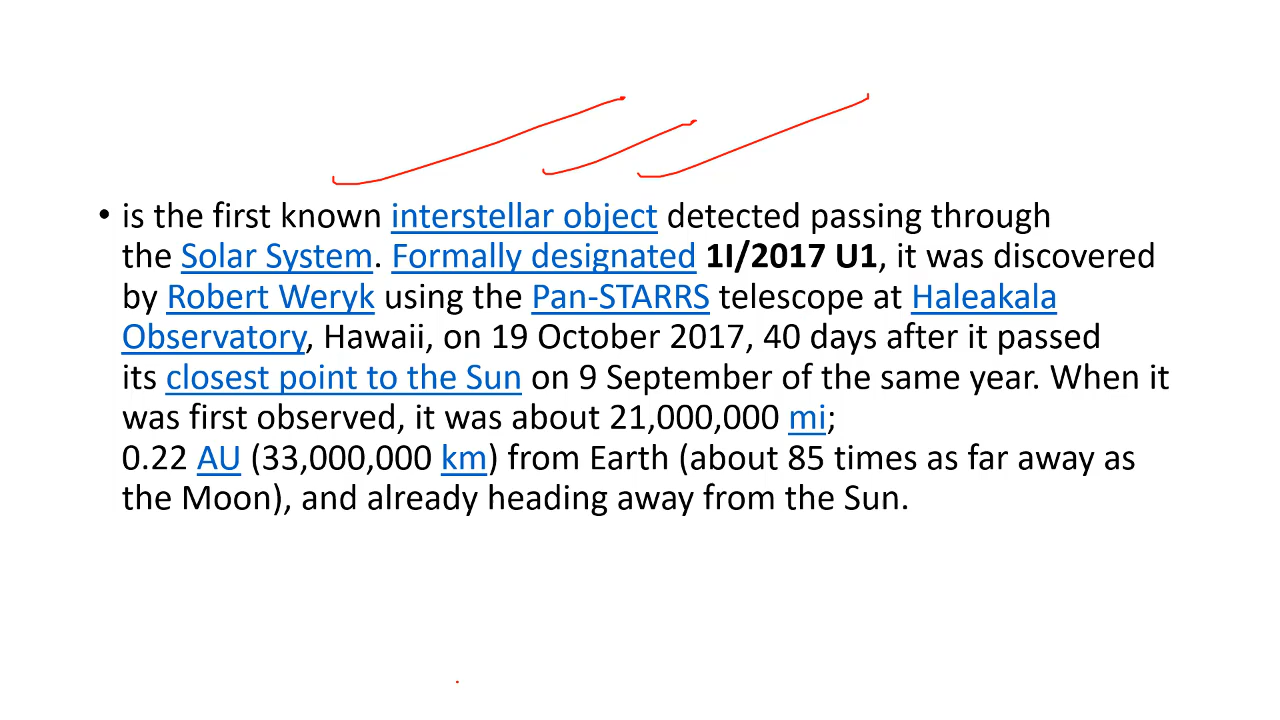 • is the first known interstellar object detected passing through
the Solar System. Formally designated 1I/2017 U1, it was discovered
by Robert Weryk using the Pan-STARRS telescope at Haleakala
Observatory, Hawaii, on 19 October 2017, 40 days after it passed
its closest point to the Sun on 9 September of the same year. When it
was first observed, it was about 21,000,000 mi;
0.22 AU (33,000,000 km) from Earth (about 85 times as far away as
the Moon), and already heading away from the Sun.